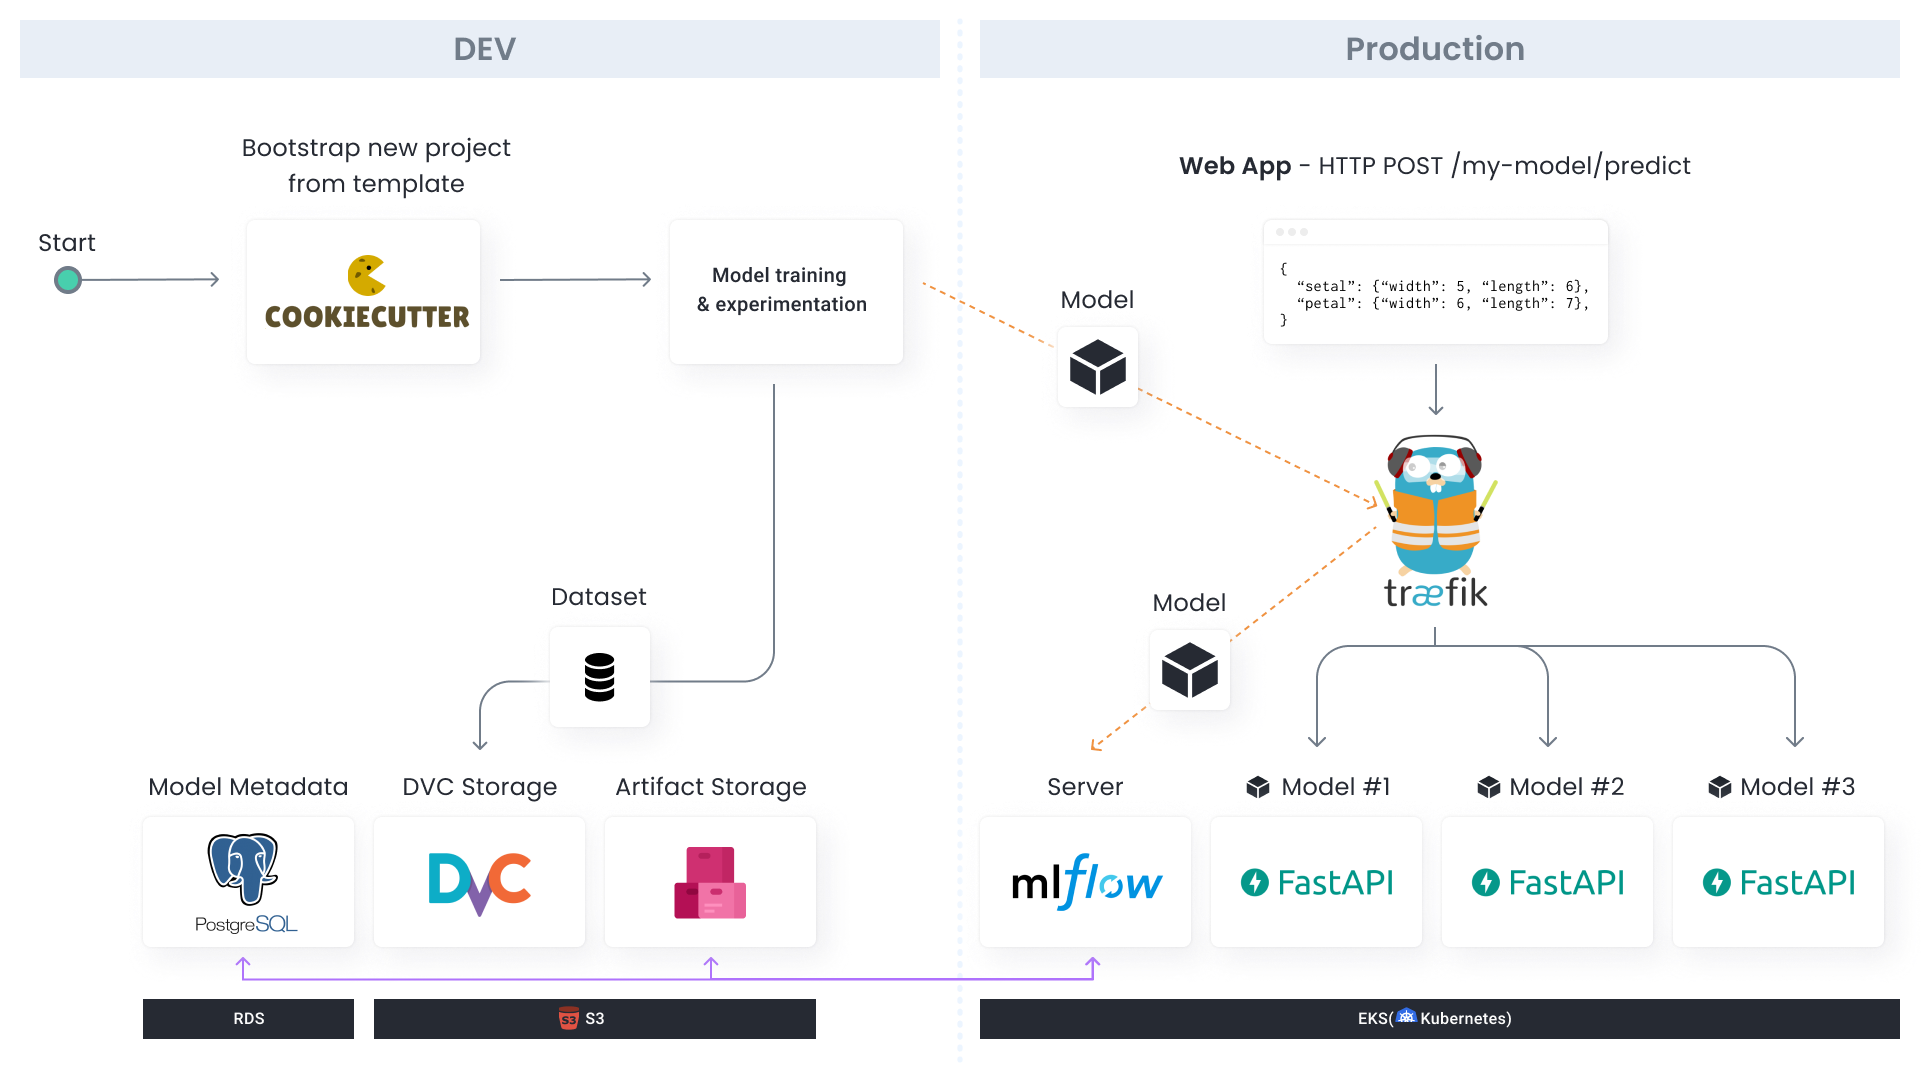 DEV
Production
Bootstrap new project
from template
Start
COOKIECUTTER
Model training
& experimentation
Web App - HTTP POST /my-model/predict
{
“setal”: {“width”: 5, “length”: 6},
“petal”: {“width”: 6, “length”: 7},
}
Model
træfik
Dataset
Model
Model Metadata
DVC Storage
Artifact Storage
Server
Model #1
Model #2
Model #3
PostgreSQL
DVC
mlflow
FastAPI
FastAPI
FastAPI
RDS
S3 S3
EKS( Kubernetes)